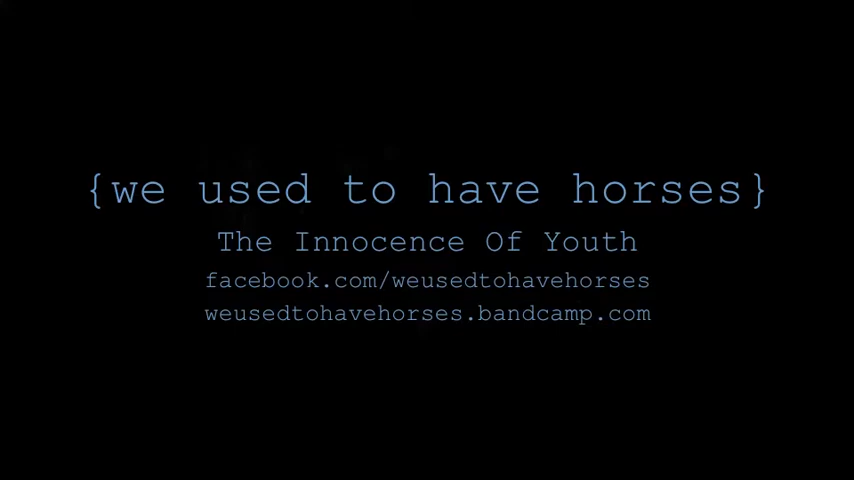 {we used to have horses}
The Innocence Of Youth
facebook.com/weusedtohavehorses
weusedtohavehorses.bandcamp.com